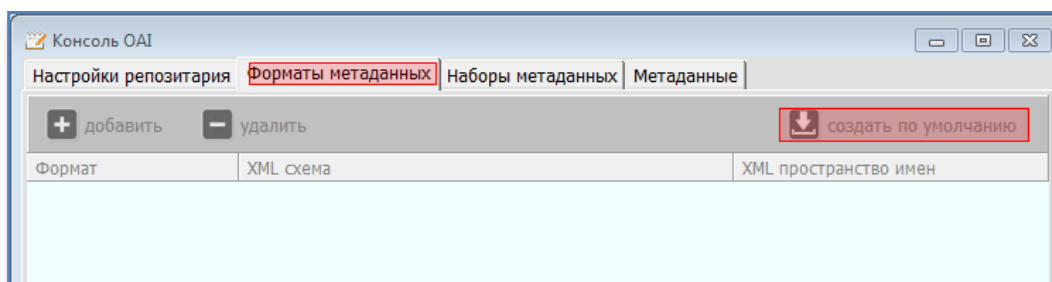 Консоль OAI
Настройки репозитария Форматы метаданных Наборы метаданных Метаданные
добавить удалить создать по умолчанию
Формат XML схема XML пространство имен